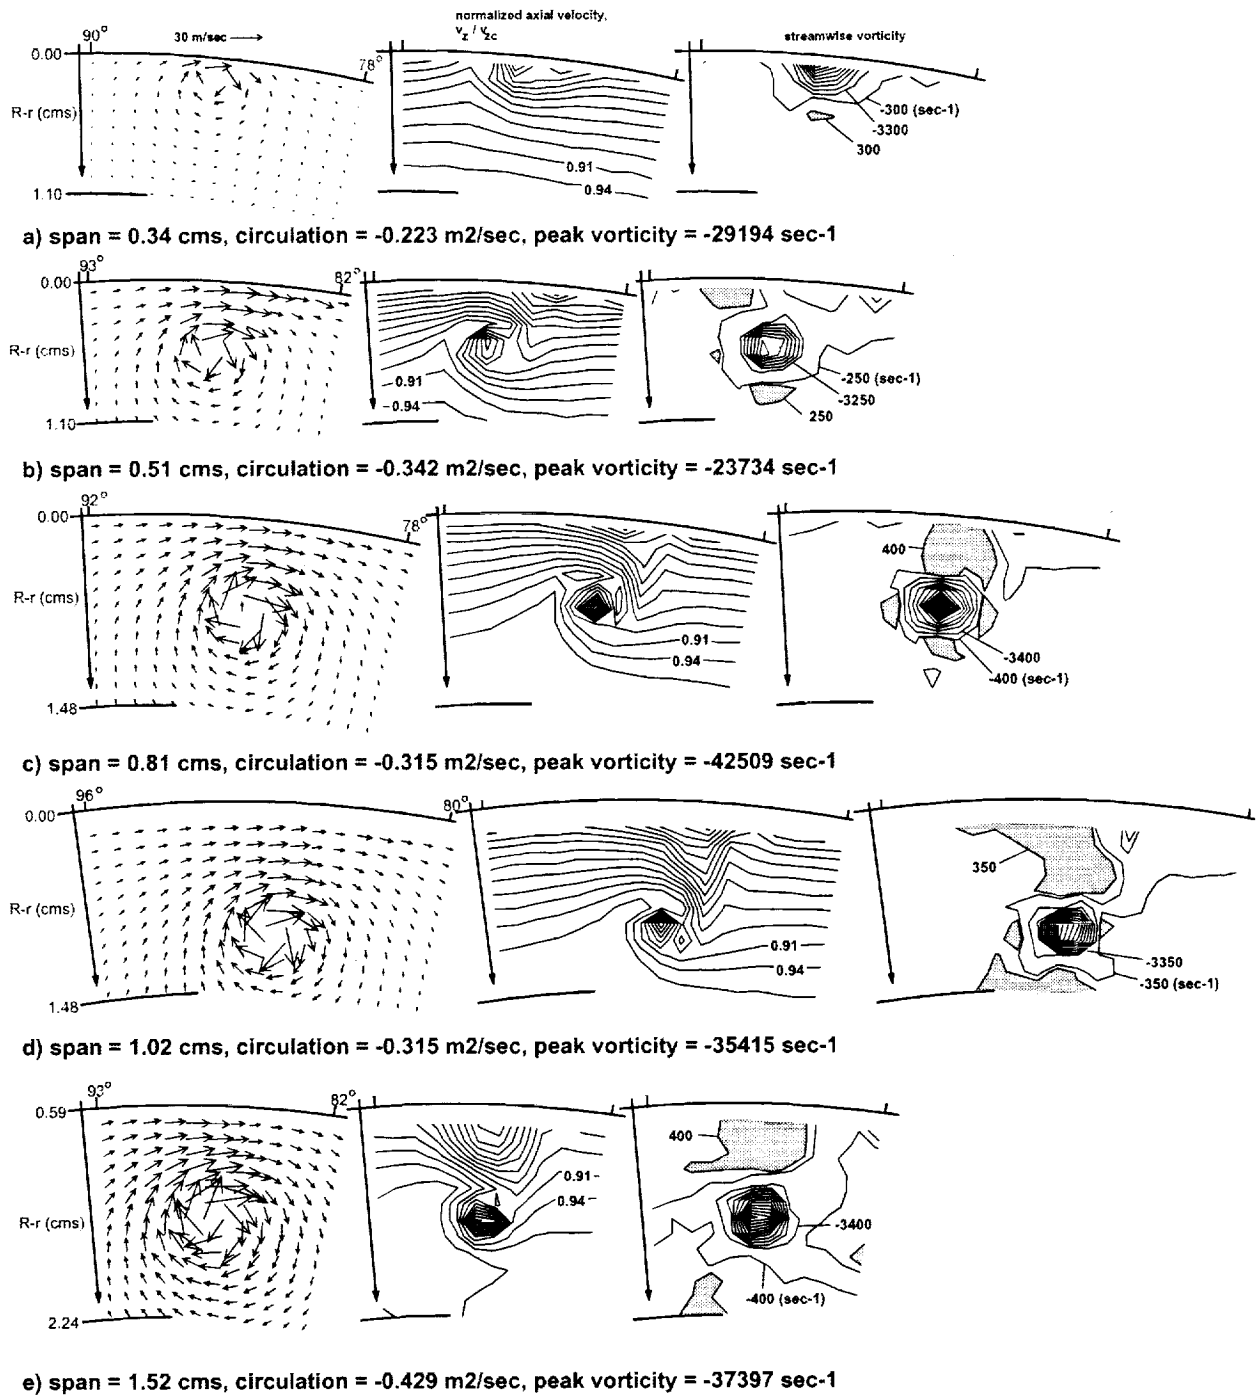 normalized axial velocity,
v_z / v_zc
streamwise vorticity
30 m/sec
90°
78°
0.00
R-r (cms)
1.10
0.91
0.94
-300 (sec-1)
-3300
300
a) span = 0.34 cms, circulation = -0.223 m2/sec, peak vorticity = -29194 sec-1
93°
82°
0.00
R-r (cms)
1.10
0.91
0.94
-250 (sec-1)
-3250
250
b) span = 0.51 cms, circulation = -0.342 m2/sec, peak vorticity = -23734 sec-1
92°
78°
0.00
R-r (cms)
1.48
0.91
0.94
400
-3400
-400 (sec-1)
c) span = 0.81 cms, circulation = -0.315 m2/sec, peak vorticity = -42509 sec-1
96°
80°
0.00
R-r (cms)
1.48
0.91
0.94
350
-3350
-350 (sec-1)
d) span = 1.02 cms, circulation = -0.315 m2/sec, peak vorticity = -35415 sec-1
93°
82°
0.59
R-r (cms)
2.24
0.91
0.94
400
-3400
-400 (sec-1)
e) span = 1.52 cms, circulation = -0.429 m2/sec, peak vorticity = -37397 sec-1